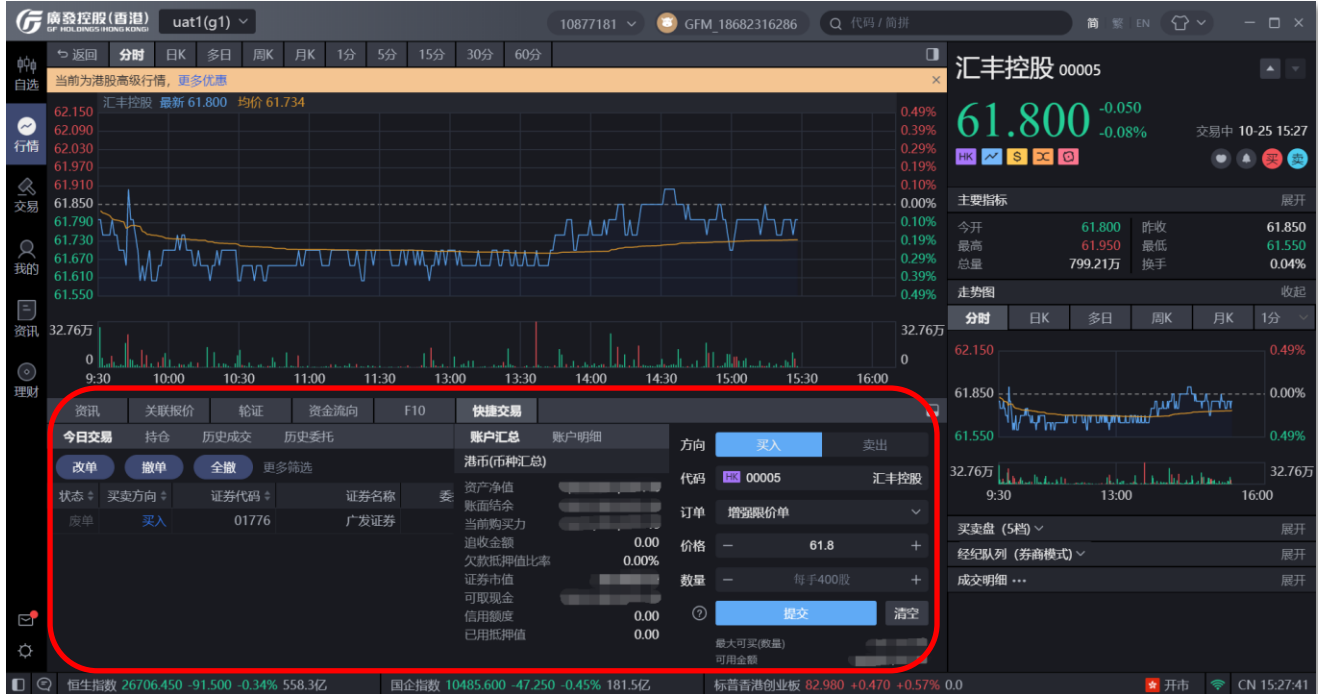 廣發控股(香港) uat1(g1) 10877181 GFM_18682316286 代码 / 简拼 简 繁 EN
GF HOLDINGS (HONG KONG)
返回 分时 日K 多日 周K 月K 1分 5分 15分 30分 60分
当前为港股高级行情，更多优惠
汇丰控股 最新 61.800 均价 61.734
62.150 0.49%
62.090 0.39%
62.030 0.29%
61.970 0.19%
61.910 0.10%
61.850 0.00%
61.790 0.10%
61.730 0.19%
61.670 0.29%
61.610 0.39%
61.550 0.49%
32.76万 32.76万
0 0
9:30 10:00 10:30 11:00 11:30 13:00 13:30 14:00 14:30 15:00 15:30 16:00
自选
行情
交易
我的
资讯
理财
资讯 关联报价 轮证 资金流向 F10 快捷交易
今日交易 持仓 历史成交 历史委托
改单 撤单 全撤 更多筛选
状态 买卖方向 证券代码 证券名称 委
废单 买入 01776 广发证券
账户汇总 账户明细
港币(币种汇总)
资产净值
账面结余
当前购买力
追收金额 0.00
欠款抵押值比率 0.00%
证券市值
可取现金
信用额度 0.00
已用抵押值 0.00
方向 买入 卖出
代码 HK 00005 汇丰控股
订单 增强限价单
价格 － 61.8 +
数量 － 每手400股 +
? 提交 清空
最大可买(数量)
可用金额
汇丰控股 00005
61.800 -0.050
-0.08% 交易中 10-25 15:27
HK $ 买 卖
主要指标 展开
今开 61.800 昨收 61.850
最高 61.950 最低 61.550
总量 799.21万 换手 0.04%
走势图 收起
分时 日K 多日 周K 月K 1分
62.150 0.49%
61.850 0.00%
61.550 0.49%
32.76万 32.76万
9:30 13:00 16:00
买卖盘（5档） 展开
经纪队列（券商模式） 展开
成交明细 ••• 展开
恒生指数 26706.450 -91.500 -0.34% 558.3亿 国企指数 10485.600 -47.250 -0.45% 181.5亿 标普香港创业板 82.980 +0.470 +0.57% 0.0 开市 CN 15:27:41